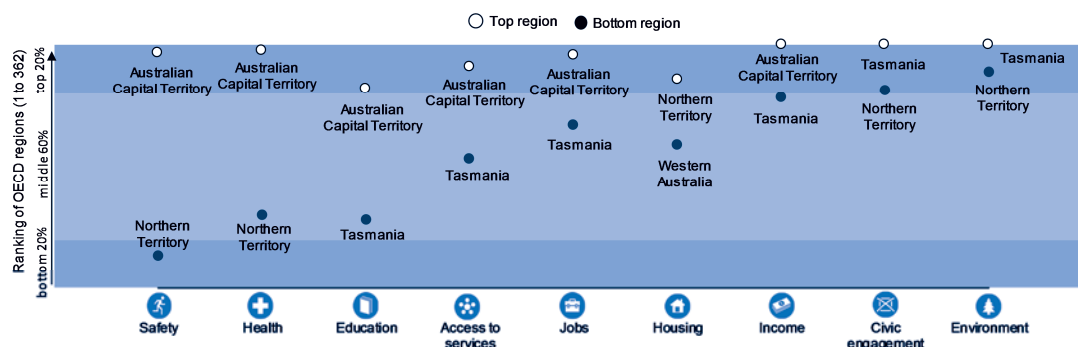 Top region
Bottom region
Ranking of OECD regions (1 to 362)
top 20%
middle 60%
bottom 20%
Australian
Capital Territory
Northern
Territory
Australian
Capital Territory
Northern
Territory
Australian
Capital Territory
Tasmania
Australian
Capital Territory
Tasmania
Australian
Capital Territory
Tasmania
Northern
Territory
Western
Australia
Australian
Capital Territory
Tasmania
Tasmania
Northern
Territory
Tasmania
Northern
Territory
Safety
Health
Education
Access to
services
Jobs
Housing
Income
Civic
engagement
Environment